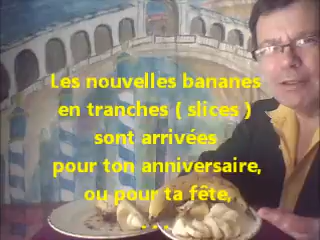 Les nouvelles bananes
en tranches ( slices )
sont arrivées
pour ton anniversaire,
ou pour ta fête,
- - -